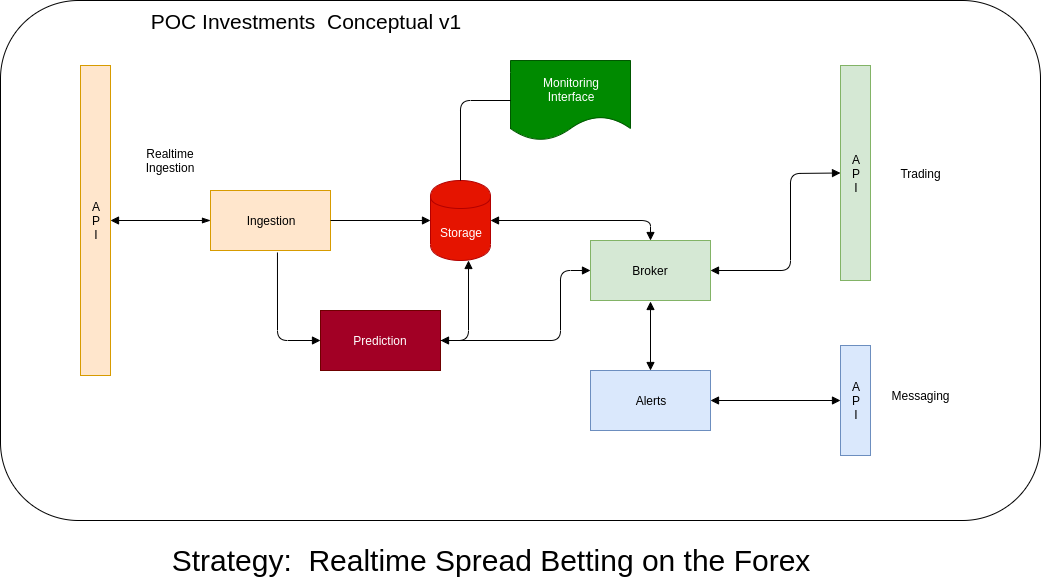 POC Investments  Conceptual v1
Monitoring
Interface
Realtime
Ingestion
A
P
I
Ingestion
Storage
Broker
A
P
I
Trading
Prediction
Alerts
A
P
I
Messaging
Strategy:  Realtime Spread Betting on the Forex